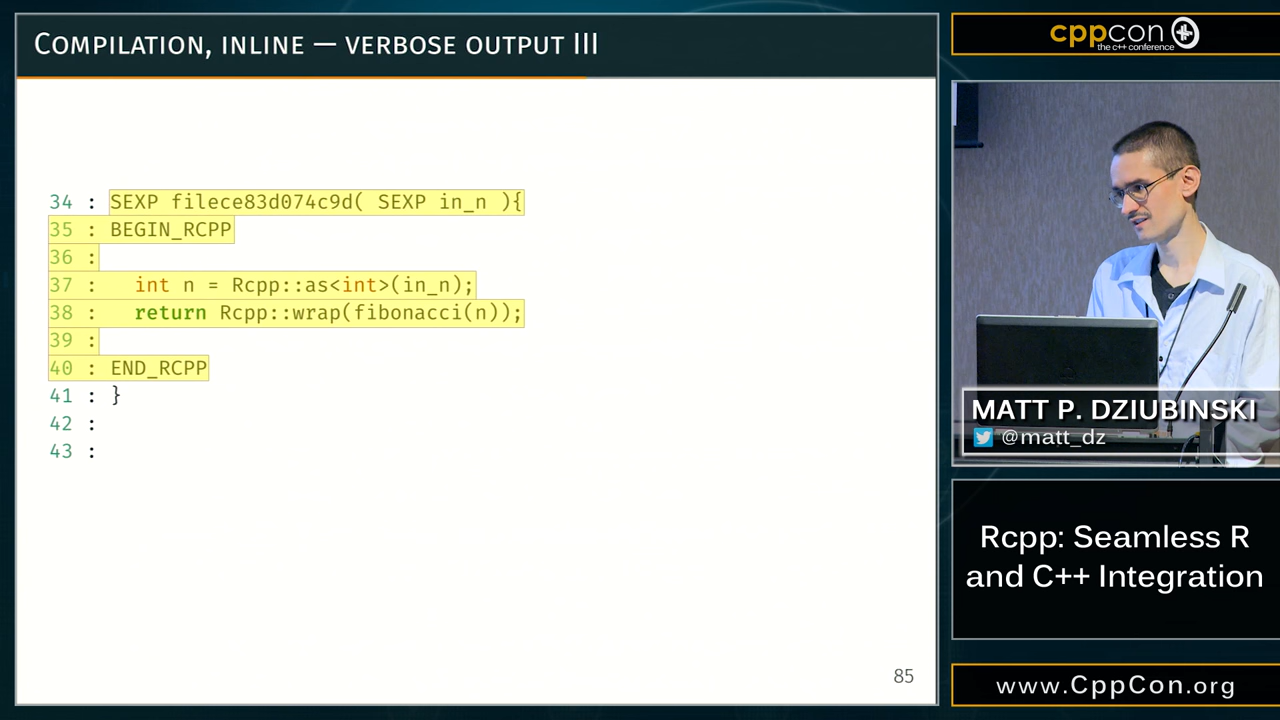 COMPILATION, INLINE — VERBOSE OUTPUT III
34 : SEXP filece83d074c9d( SEXP in_n ){
35 : BEGIN_RCPP
36 :
37 :   int n = Rcpp::as<int>(in_n);
38 :   return Rcpp::wrap(fibonacci(n));
39 :
40 : END_RCPP
41 : }
42 :
43 :
85
cppcon
the c++ conference
MATT P. DZIUBINSKI
@matt_dz
Rcpp: Seamless R
and C++ Integration
www.CppCon.org